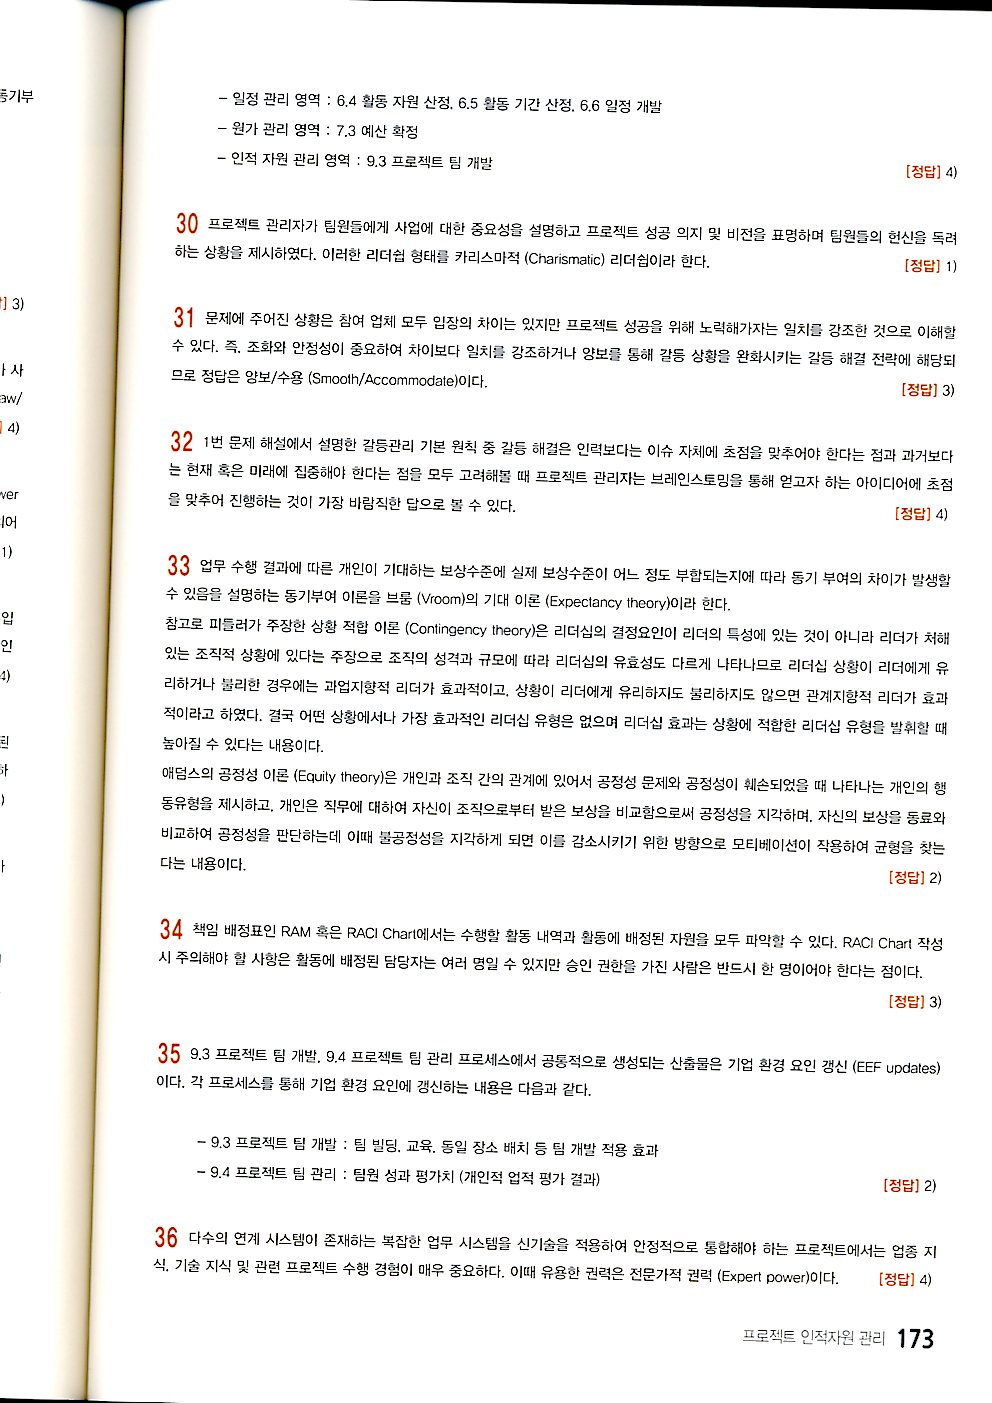 동기부
] 3)
가 사
aw/
] 4)
wer
리어
1)
입
인
4)
된
하
)
– 일정 관리 영역 : 6.4 활동 자원 산정, 6.5 활동 기간 산정, 6.6 일정 개발
– 원가 관리 영역 : 7.3 예산 확정
– 인적 자원 관리 영역 : 9.3 프로젝트 팀 개발 [정답] 4)
30 프로젝트 관리자가 팀원들에게 사업에 대한 중요성을 설명하고 프로젝트 성공 의지 및 비전을 표명하며 팀원들의 헌신을 독려
하는 상황을 제시하였다. 이러한 리더쉽 형태를 카리스마적 (Charismatic) 리더쉽이라 한다. [정답] 1)
31 문제에 주어진 상황은 참여 업체 모두 입장의 차이는 있지만 프로젝트 성공을 위해 노력해가자는 일치를 강조한 것으로 이해할
수 있다. 즉, 조화와 안정성이 중요하여 차이보다 일치를 강조하거나 양보를 통해 갈등 상황을 완화시키는 갈등 해결 전략에 해당되
므로 정답은 양보/수용 (Smooth/Accommodate)이다. [정답] 3)
32 1번 문제 해설에서 설명한 갈등관리 기본 원칙 중 갈등 해결은 인력보다는 이슈 자체에 초점을 맞추어야 한다는 점과 과거보다
는 현재 혹은 미래에 집중해야 한다는 점을 모두 고려해볼 때 프로젝트 관리자는 브레인스토밍을 통해 얻고자 하는 아이디어에 초점
을 맞추어 진행하는 것이 가장 바람직한 답으로 볼 수 있다. [정답] 4)
33 업무 수행 결과에 따른 개인이 기대하는 보상수준에 실제 보상수준이 어느 정도 부합되는지에 따라 동기 부여의 차이가 발생할
수 있음을 설명하는 동기부여 이론을 브룸 (Vroom)의 기대 이론 (Expectancy theory)이라 한다.
참고로 피들러가 주장한 상황 적합 이론 (Contingency theory)은 리더십의 결정요인이 리더의 특성에 있는 것이 아니라 리더가 처해
있는 조직적 상황에 있다는 주장으로 조직의 성격과 규모에 따라 리더십의 유효성도 다르게 나타나므로 리더십 상황이 리더에게 유
리하거나 불리한 경우에는 과업지향적 리더가 효과적이고, 상황이 리더에게 유리하지도 불리하지도 않으면 관계지향적 리더가 효과
적이라고 하였다. 결국 어떤 상황에서나 가장 효과적인 리더십 유형은 없으며 리더십 효과는 상황에 적합한 리더십 유형을 발휘할 때
높아질 수 있다는 내용이다.
애덤스의 공정성 이론 (Equity theory)은 개인과 조직 간의 관계에 있어서 공정성 문제와 공정성이 훼손되었을 때 나타나는 개인의 행
동유형을 제시하고, 개인은 직무에 대하여 자신이 조직으로부터 받은 보상을 비교함으로써 공정성을 지각하며, 자신의 보상을 동료와
비교하여 공정성을 판단하는데 이때 불공정성을 지각하게 되면 이를 감소시키기 위한 방향으로 모티베이션이 작용하여 균형을 찾는
다는 내용이다. [정답] 2)
34 책임 배정표인 RAM 혹은 RACI Chart에서는 수행할 활동 내역과 활동에 배정된 자원을 모두 파악할 수 있다. RACI Chart 작성
시 주의해야 할 사항은 활동에 배정된 담당자는 여러 명일 수 있지만 승인 권한을 가진 사람은 반드시 한 명이어야 한다는 점이다.
[정답] 3)
35 9.3 프로젝트 팀 개발, 9.4 프로젝트 팀 관리 프로세스에서 공통적으로 생성되는 산출물은 기업 환경 요인 갱신 (EEF updates)
이다. 각 프로세스를 통해 기업 환경 요인에 갱신하는 내용은 다음과 같다.
– 9.3 프로젝트 팀 개발 : 팀 빌딩, 교육, 동일 장소 배치 등 팀 개발 적용 효과
– 9.4 프로젝트 팀 관리 : 팀원 성과 평가치 (개인적 업적 평가 결과) [정답] 2)
36 다수의 연계 시스템이 존재하는 복잡한 업무 시스템을 신기술을 적용하여 안정적으로 통합해야 하는 프로젝트에서는 업종 지
식, 기술 지식 및 관련 프로젝트 수행 경험이 매우 중요하다. 이때 유용한 권력은 전문가적 권력 (Expert power)이다. [정답] 4)
프로젝트 인적자원 관리 173